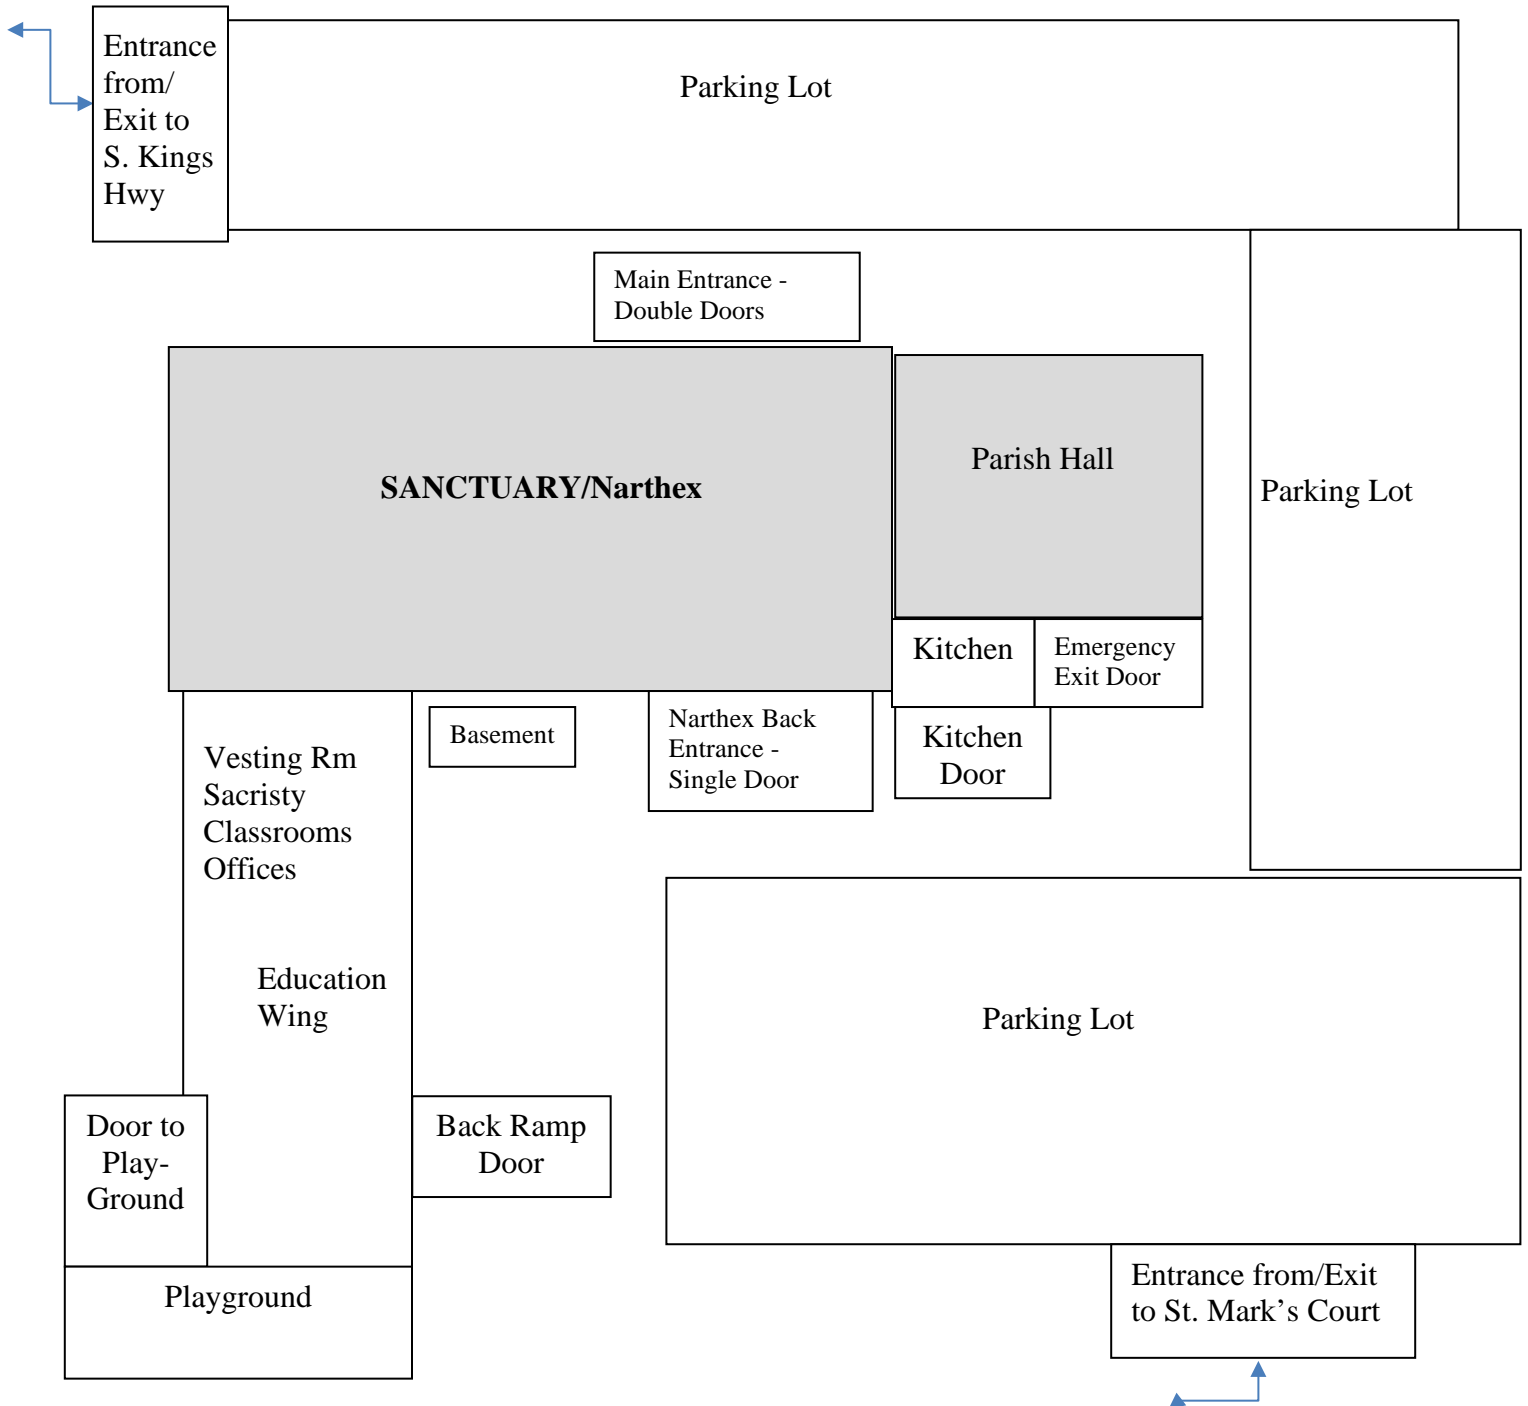 Entrance
from/
Exit to
S. Kings
Hwy
Parking Lot
Main Entrance -
Double Doors
SANCTUARY/Narthex
Parish Hall
Parking Lot
Kitchen
Emergency
Exit Door
Vesting Rm
Sacristy
Classrooms
Offices
Basement
Narthex Back
Entrance -
Single Door
Kitchen
Door
Education
Wing
Parking Lot
Door to
Play-
Ground
Back Ramp
Door
Playground
Entrance from/Exit
to St. Mark’s Court